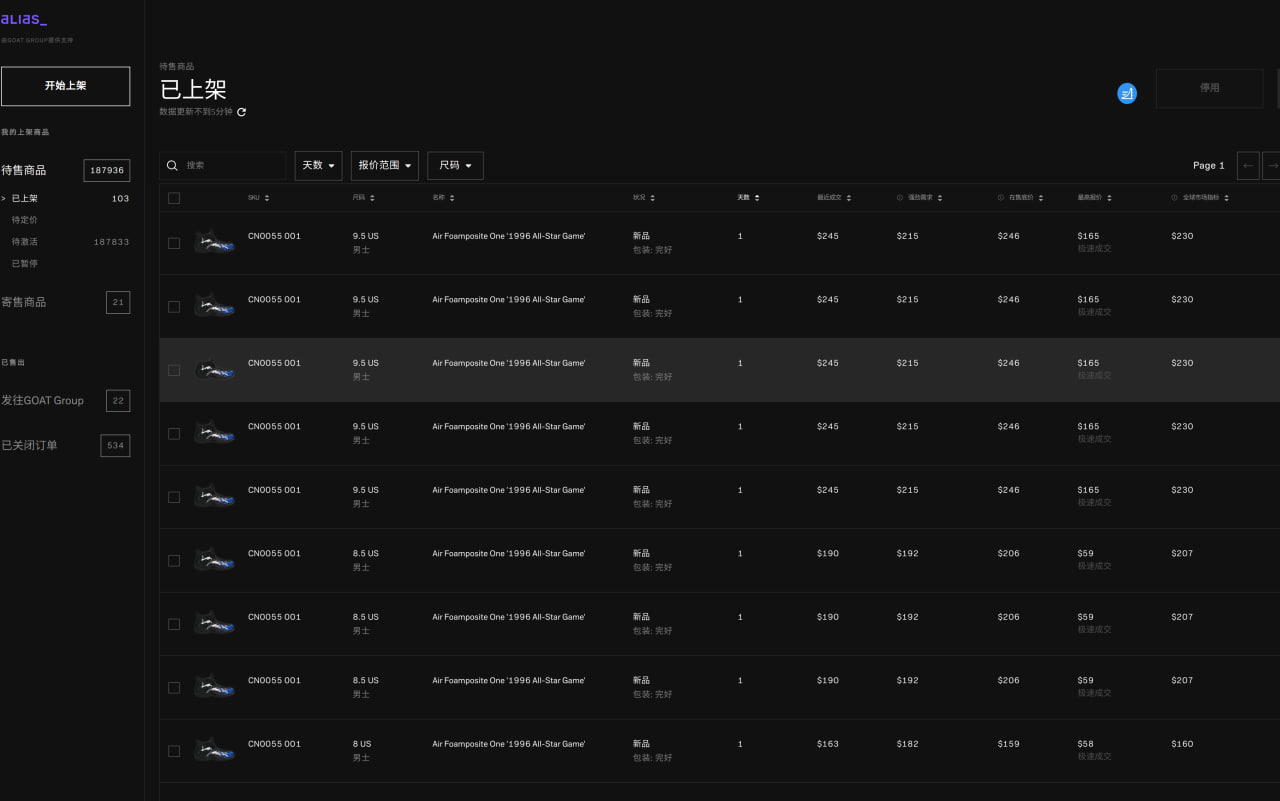 aLIas_
由GOAT GROUP提供支持
开始上架
我的上架商品
待售商品 187936
> 已上架 103
待定价
待激活 187833
已暂停
寄售商品 21
已售出
发往GOAT Group 22
已关闭订单 534
待售商品
已上架
数据更新不到5分钟
停用
搜索 天数 报价范围 尺码 Page 1 ← →
SKU 尺码 名称 状况 天数 最近成交 强劲需求 在售底价 最高报价 全球市场指标
CN0055 001 9.5 US Air Foamposite One '1996 All-Star Game' 新品 1 $245 $215 $246 $165 $230
男士 包装: 完好 极速成交
CN0055 001 9.5 US Air Foamposite One '1996 All-Star Game' 新品 1 $245 $215 $246 $165 $230
男士 包装: 完好 极速成交
CN0055 001 9.5 US Air Foamposite One '1996 All-Star Game' 新品 1 $245 $215 $246 $165 $230
男士 包装: 完好 极速成交
CN0055 001 9.5 US Air Foamposite One '1996 All-Star Game' 新品 1 $245 $215 $246 $165 $230
男士 包装: 完好 极速成交
CN0055 001 9.5 US Air Foamposite One '1996 All-Star Game' 新品 1 $245 $215 $246 $165 $230
男士 包装: 完好 极速成交
CN0055 001 8.5 US Air Foamposite One '1996 All-Star Game' 新品 1 $190 $192 $206 $59 $207
男士 包装: 完好 极速成交
CN0055 001 8.5 US Air Foamposite One '1996 All-Star Game' 新品 1 $190 $192 $206 $59 $207
男士 包装: 完好 极速成交
CN0055 001 8.5 US Air Foamposite One '1996 All-Star Game' 新品 1 $190 $192 $206 $59 $207
男士 包装: 完好 极速成交
CN0055 001 8 US Air Foamposite One '1996 All-Star Game' 新品 1 $163 $182 $159 $58 $160
男士 包装: 完好 极速成交